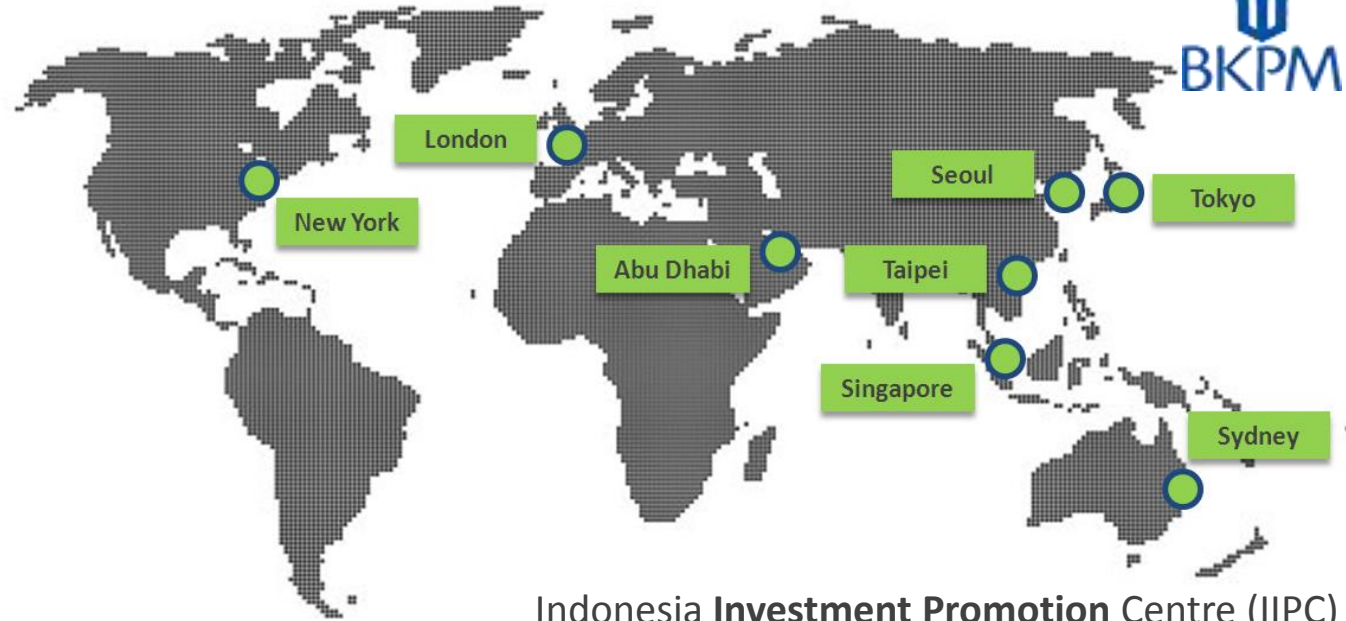 BKPM
London
Seoul
Tokyo
New York
Abu Dhabi
Taipei
Singapore
Sydney
Indonesia Investment Promotion Centre (IIPC)